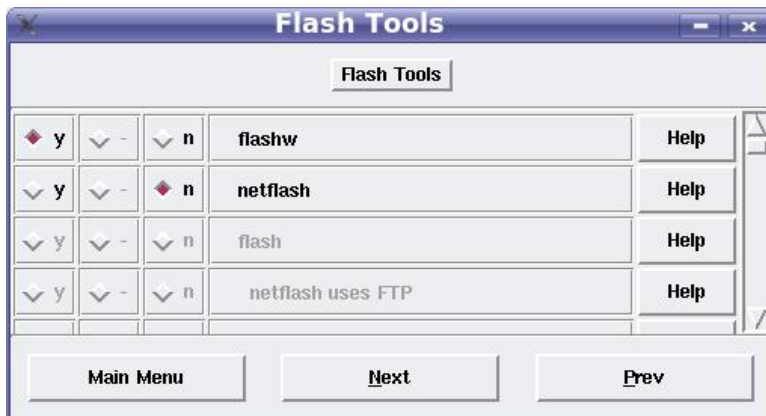 Flash Tools
Flash Tools
y - n flashw Help
y - n netflash Help
y - n flash Help
y - n netflash uses FTP Help
Main Menu Next Prev